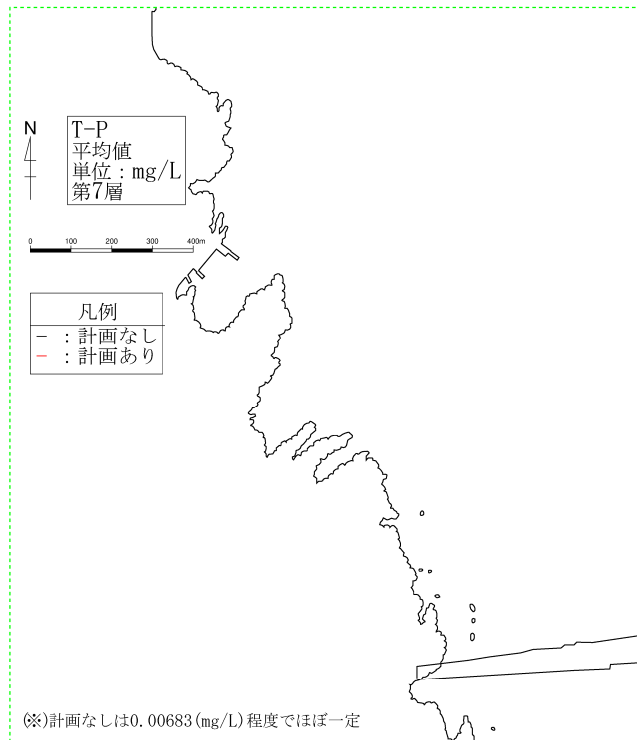 N
T-P
平均値
単位：mg/L
第7層
0 100 200 300 400m
凡例
－ ：計画なし
－ ：計画あり
(※)計画なしは0.00683(mg/L)程度でほぼ一定